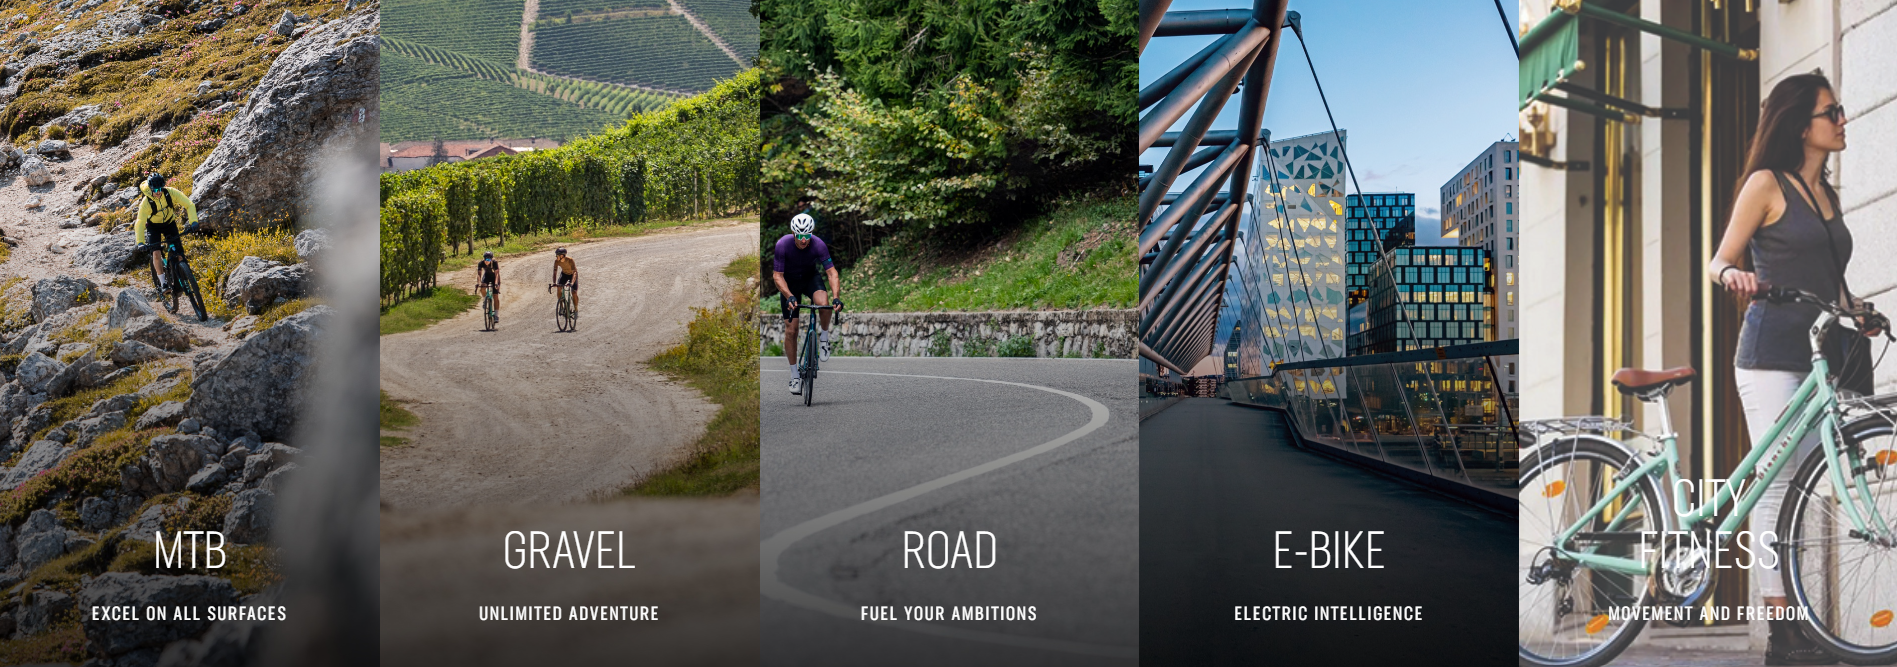 MTB
EXCEL ON ALL SURFACES
GRAVEL
UNLIMITED ADVENTURE
ROAD
FUEL YOUR AMBITIONS
E-BIKE
ELECTRIC INTELLIGENCE
CITY
FITNESS
MOVEMENT AND FREEDOM
Bianchi